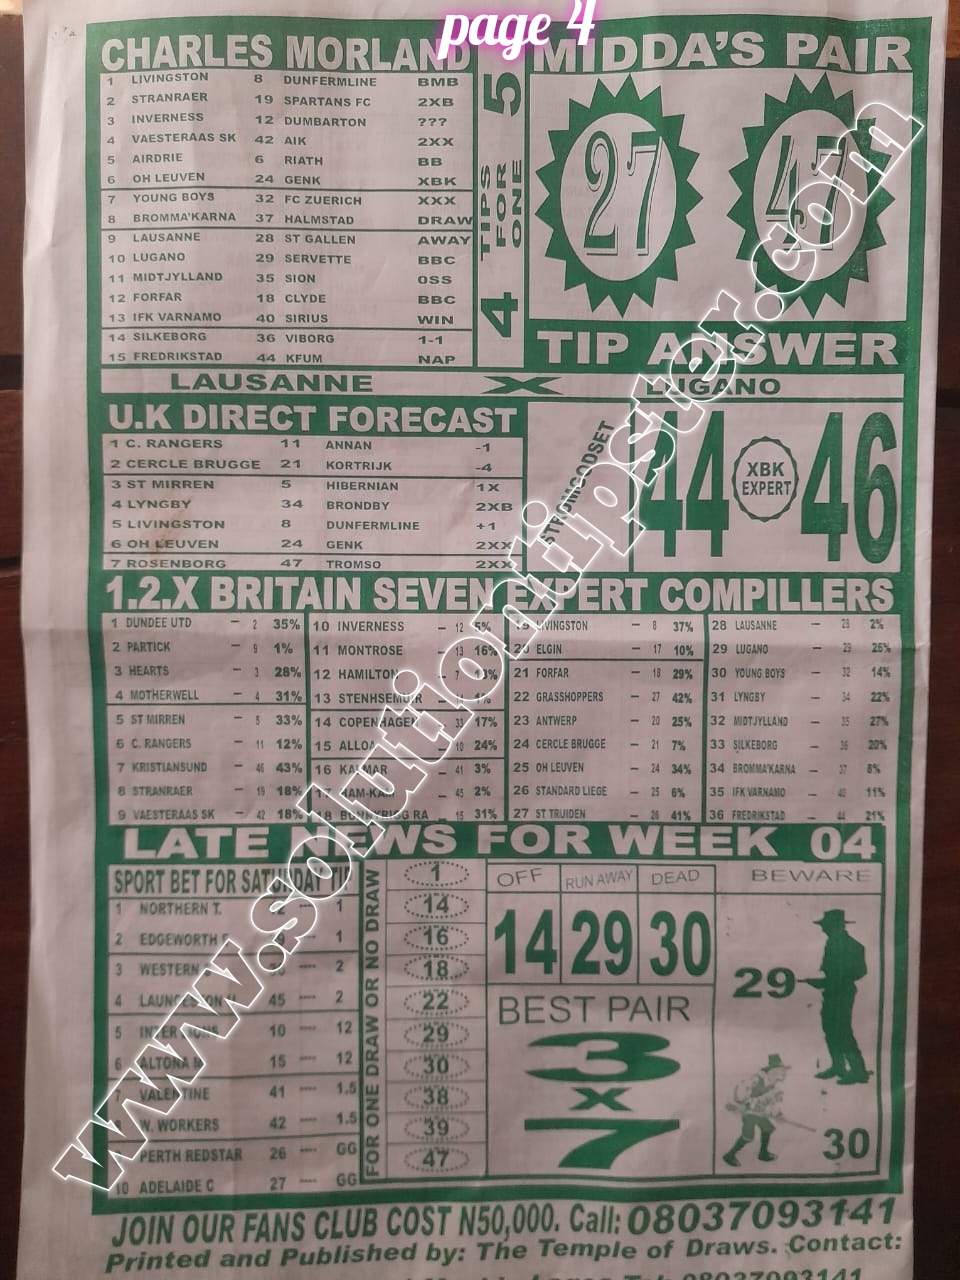 page 4
CHARLES MORLAND
1 LIVINGSTON 8 DUNFERMLINE BMB
2 STRANRAER 19 SPARTANS FC 2XB
3 INVERNESS 12 DUMBARTON ???
4 VAESTERAAS SK 42 AIK 2XX
5 AIRDRIE 6 RIATH BB
6 OH LEUVEN 24 GENK XBK
7 YOUNG BOYS 32 FC ZUERICH XXX
8 BROMMA'KARNA 37 HALMSTAD DRAW
9 LAUSANNE 28 ST GALLEN AWAY
10 LUGANO 29 SERVETTE BBC
11 MIDTJYLLAND 35 SION 0SS
12 FORFAR 18 CLYDE BBC
13 IFK VARNAMO 40 SIRIUS WIN
14 SILKEBORG 36 VIBORG 1-1
15 FREDRIKSTAD 44 KFUM NAP
4 TIPS FOR ONE 5
MIDDA'S PAIR
27 47
TIP ANSWER
LAUSANNE X LUGANO
U.K DIRECT FORECAST
1 C. RANGERS 11 ANNAN -1
2 CERCLE BRUGGE 21 KORTRIJK -4
3 ST MIRREN 5 HIBERNIAN 1X
4 LYNGBY 34 BRONDBY 2XB
5 LIVINGSTON 8 DUNFERMLINE +1
6 OH LEUVEN 24 GENK 2XX
7 ROSENBORG 47 TROMSO 2XX
STROMGODSET
44 XBK EXPERT 46
1.2.X BRITAIN SEVEN EXPERT COMPILLERS
1 DUNDEE UTD – 2 35%
2 PARTICK – 9 1%
3 HEARTS – 3 28%
4 MOTHERWELL – 4 31%
5 ST MIRREN – 5 33%
6 C. RANGERS – 11 12%
7 KRISTIANSUND – 46 43%
8 STRANRAER – 19 18%
9 VAESTERAAS SK – 42 18%
10 INVERNESS – 12 5%
11 MONTROSE – 13 16%
12 HAMILTON – 7
13 STENHSEMUIR
14 COPENHAGEN 33 17%
15 ALLOA 10 24%
16 KALMAR – 41 3%
17 HAM-KAM – 45 2%
18 BONNYRIGG RA – 15 31%
19 LIVINGSTON – 8 37%
20 ELGIN – 17 10%
21 FORFAR – 18 29%
22 GRASSHOPPERS – 27 42%
23 ANTWERP – 20 25%
24 CERCLE BRUGGE – 21 7%
25 OH LEUVEN – 24 34%
26 STANDARD LIEGE – 25 6%
27 ST TRUIDEN – 26 41%
28 LAUSANNE – 28 2%
29 LUGANO – 29 26%
30 YOUNG BOYS – 32 14%
31 LYNGBY – 34 22%
32 MIDTJYLLAND – 35 27%
33 SILKEBORG – 36 20%
34 BROMMA'KARNA – 37 8%
35 IFK VARNAMO – 40 11%
36 FREDRIKSTAD – 44 21%
LATE NEWS FOR WEEK 04
SPORT BET FOR SATURDAY TIP
1 NORTHERN T. ---- 1
2 EDGEWORTH ---- 1
3 WESTERN ---- 2
4 LAUNCESTON 45 ---- 2
5 10 ---- 12
6 ALTONA M 15 ---- 12
7 VALENTINE 41 ---- 1.5
8 W. WORKERS 42 ---- 1.5
9 PERTH REDSTAR 26 ---- GG
10 ADELAIDE C 27 ---- GG
FOR ONE DRAW OR NO DRAW
1
14
16
18
22
29
30
38
39
47
OFF RUN AWAY DEAD
14 29 30
BEST PAIR
3
X
7
BEWARE
29
30
JOIN OUR FANS CLUB COST N50,000. Call: 08037093141
Printed and Published by: The Temple of Draws. Contact:
www.solutiontipster.com